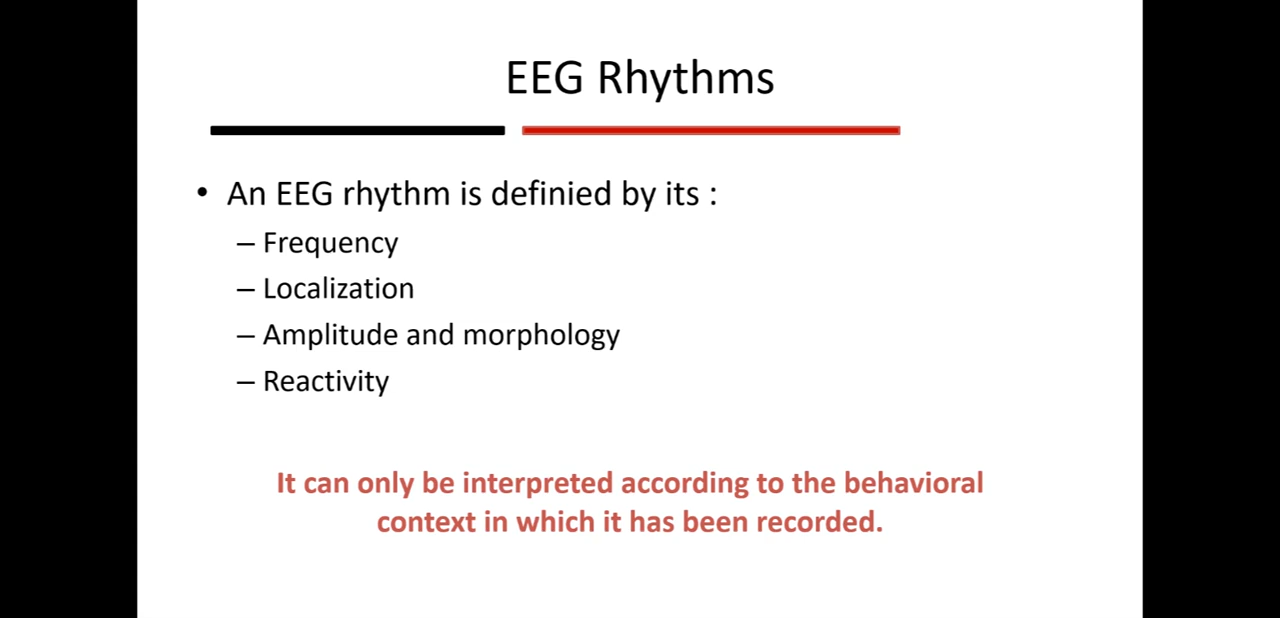 EEG Rhythms
• An EEG rhythm is definied by its :
– Frequency
– Localization
– Amplitude and morphology
– Reactivity
It can only be interpreted according to the behavioral
context in which it has been recorded.